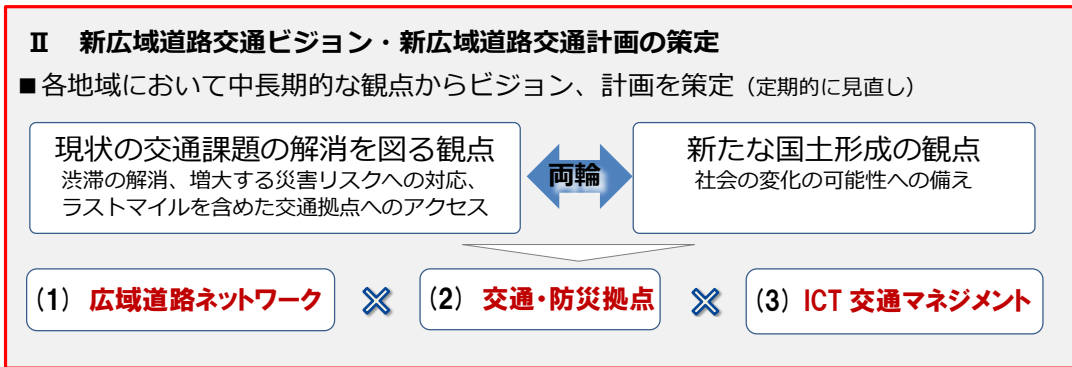 Ⅱ 新広域道路交通ビジョン・新広域道路交通計画の策定
■各地域において中長期的な観点からビジョン、計画を策定（定期的に見直し）
現状の交通課題の解消を図る観点
渋滞の解消、増大する災害リスクへの対応、
ラストマイルを含めた交通拠点へのアクセス
両輪
新たな国土形成の観点
社会の変化の可能性への備え
(1) 広域道路ネットワーク
×
(2) 交通・防災拠点
×
(3) ICT 交通マネジメント